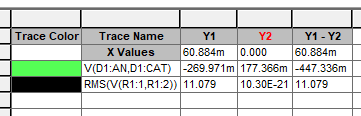 Trace Color Trace Name Y1 Y2 Y1 - Y2
X Values 60.884m 0.000 60.884m
V(D1:AN,D1:CAT) -269.971m 177.366m -447.336m
RMS(V(R1:1,R1:2)) 11.079 10.30E-21 11.079